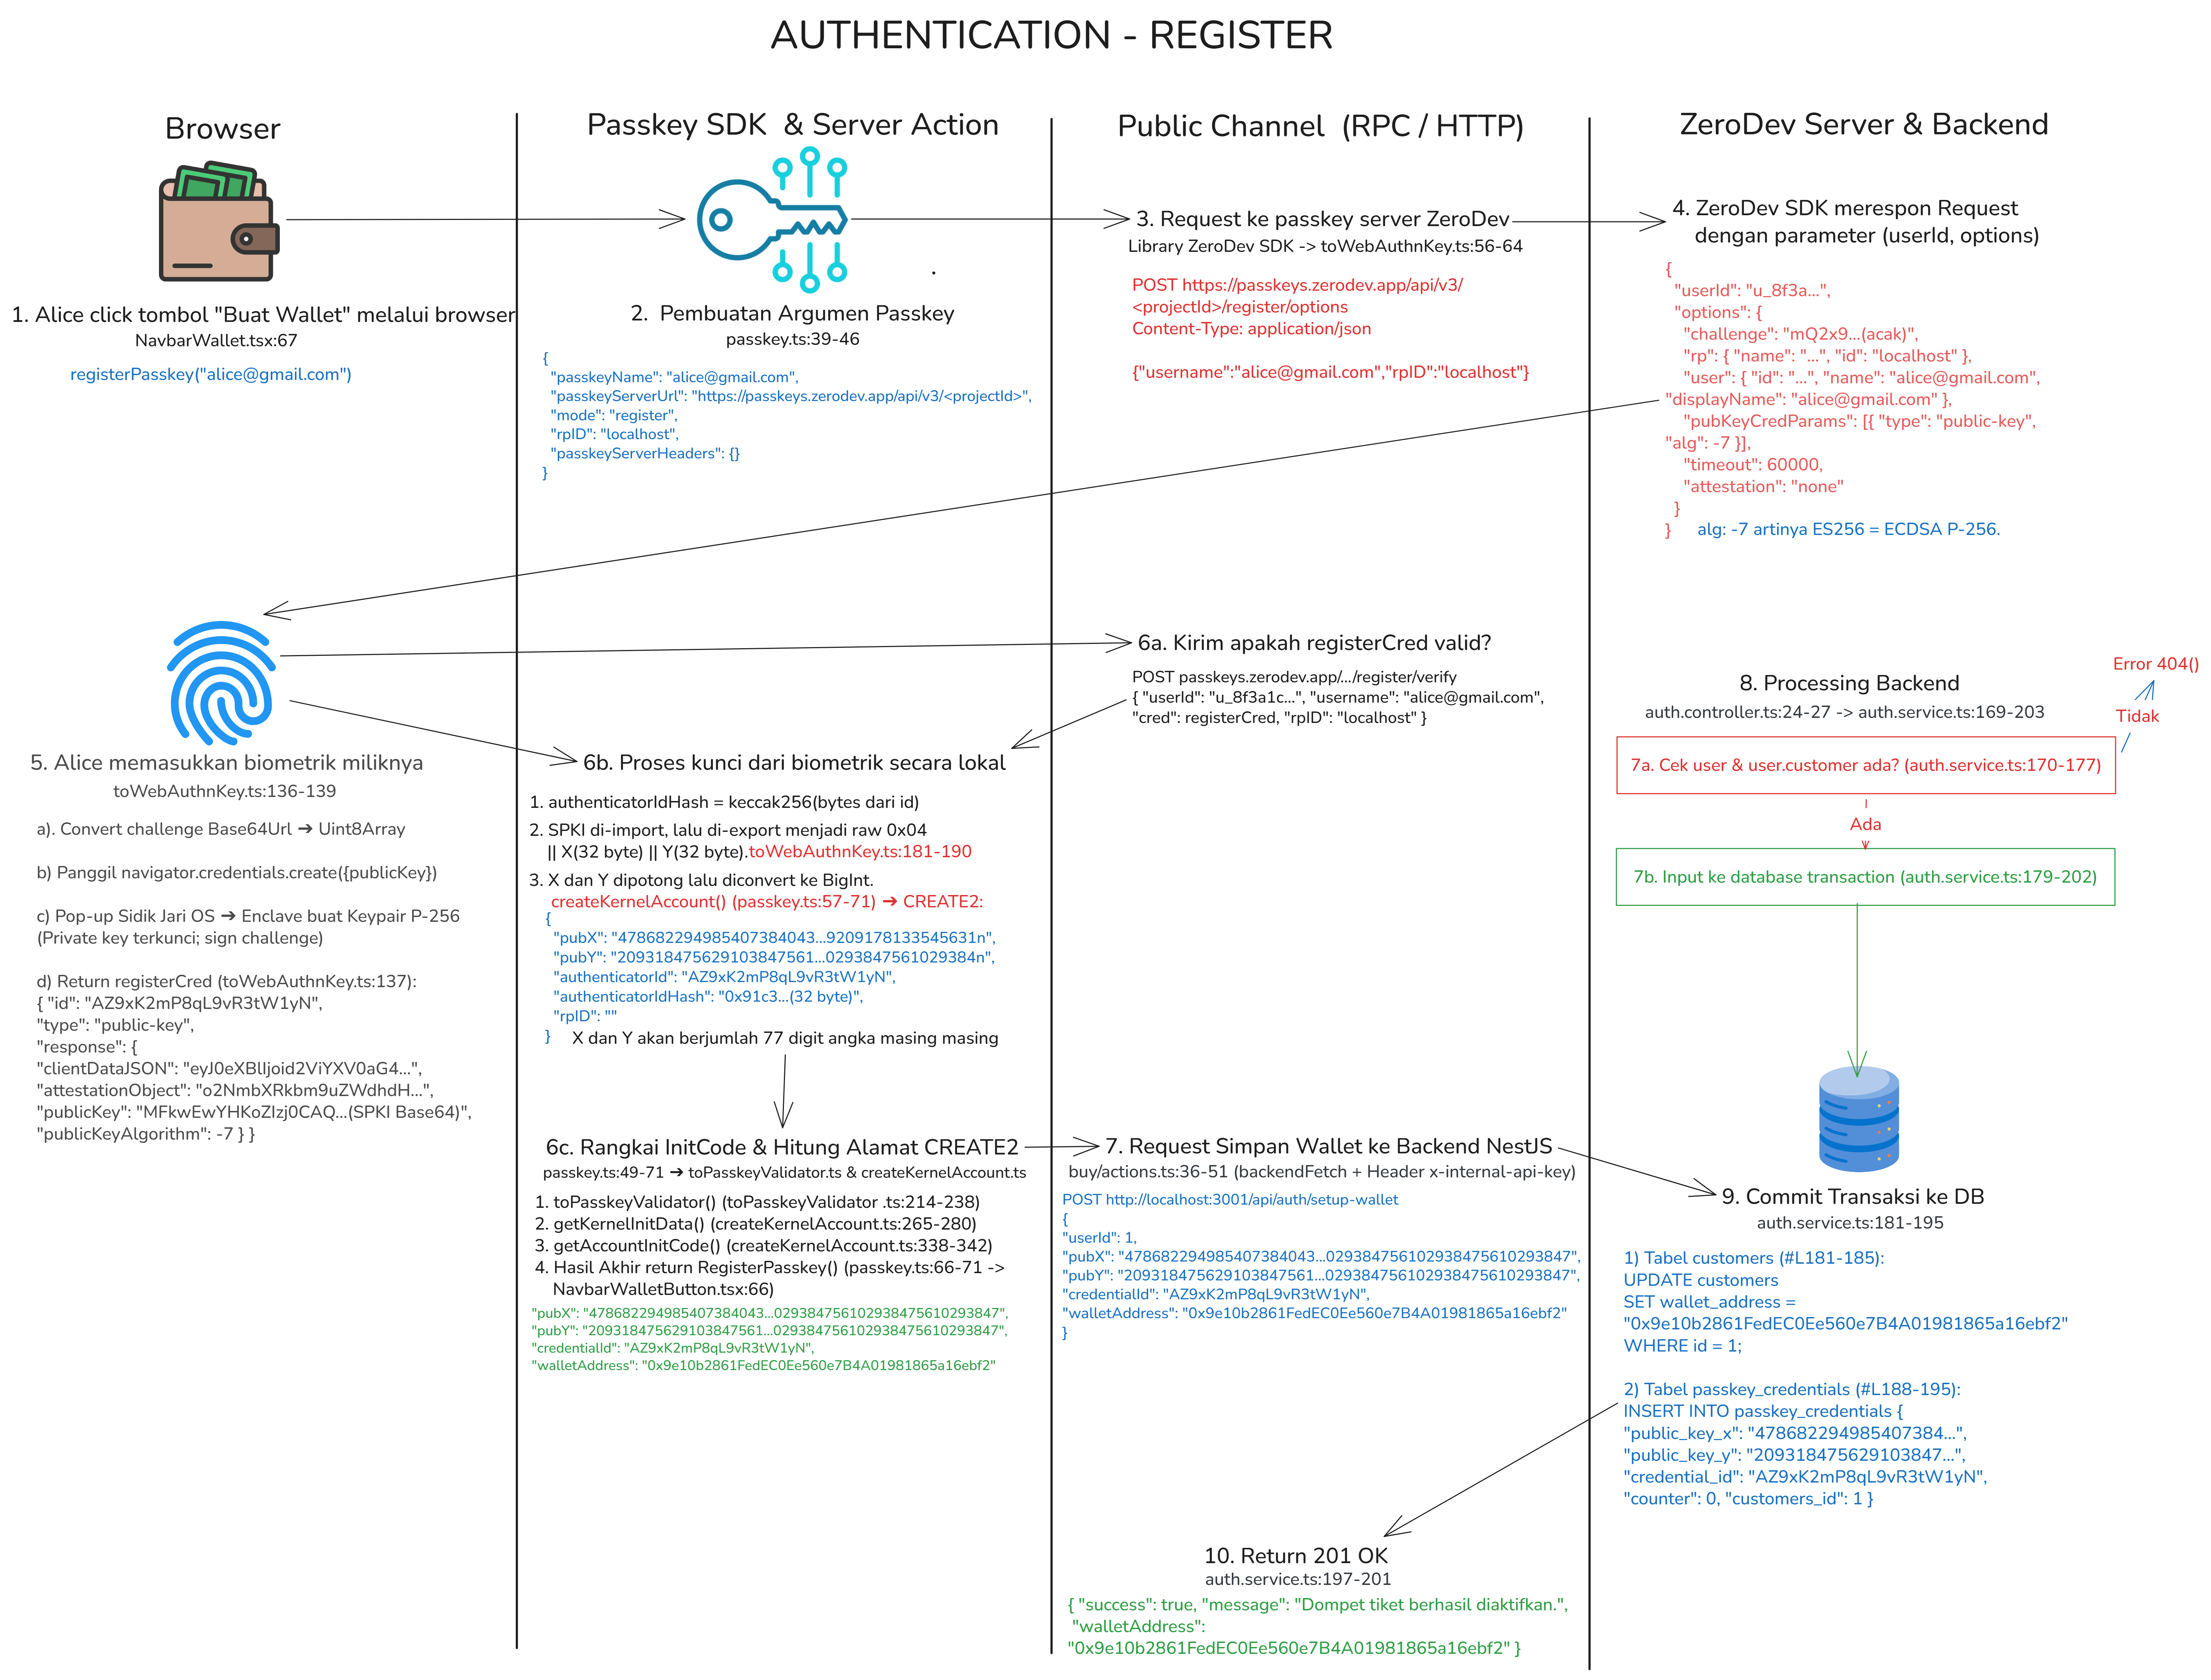 AUTHENTICATION - REGISTER
Browser
Passkey SDK & Server Action
Public Channel (RPC / HTTP)
ZeroDev Server & Backend
1. Alice click tombol "Buat Wallet" melalui browser
NavbarWallet.tsx:67
registerPasskey("alice@gmail.com")
2. Pembuatan Argumen Passkey
passkey.ts:39-46
{
"passkeyName": "alice@gmail.com",
"passkeyServerUrl": "https://passkeys.zerodev.app/api/v3/<projectId>",
"mode": "register",
"rpID": "localhost",
"passkeyServerHeaders": {}
}
.
3. Request ke passkey server ZeroDev
Library ZeroDev SDK -> toWebAuthnKey.ts:56-64
POST https://passkeys.zerodev.app/api/v3/
<projectId>/register/options
Content-Type: application/json
{"username":"alice@gmail.com","rpID":"localhost"}
4. ZeroDev SDK merespon Request
dengan parameter (userId, options)
{
"userId": "u_8f3a...",
"options": {
"challenge": "mQ2x9...(acak)",
"rp": { "name": "...", "id": "localhost" },
"user": { "id": "...", "name": "alice@gmail.com",
"displayName": "alice@gmail.com" },
"pubKeyCredParams": [{ "type": "public-key",
"alg": -7 }],
"timeout": 60000,
"attestation": "none"
}
} alg: -7 artinya ES256 = ECDSA P-256.
5. Alice memasukkan biometrik miliknya
toWebAuthnKey.ts:136-139
a). Convert challenge Base64Url ➔ Uint8Array
b) Panggil navigator.credentials.create({publicKey})
c) Pop-up Sidik Jari OS ➔ Enclave buat Keypair P-256
(Private key terkunci; sign challenge)
d) Return registerCred (toWebAuthnKey.ts:137):
{ "id": "AZ9xK2mP8qL9vR3tW1yN",
"type": "public-key",
"response": {
"clientDataJSON": "eyJ0eXBlIjoid2ViYXV0aG4...",
"attestationObject": "o2NmbXRkbm9uZWdhdH...",
"publicKey": "MFkwEwYHKoZIzj0CAQ...(SPKI Base64)",
"publicKeyAlgorithm": -7 } }
6a. Kirim apakah registerCred valid?
POST passkeys.zerodev.app/.../register/verify
{ "userId": "u_8f3a1c...", "username": "alice@gmail.com",
"cred": registerCred, "rpID": "localhost" }
6b. Proses kunci dari biometrik secara lokal
1. authenticatorIdHash = keccak256(bytes dari id)
2. SPKI di-import, lalu di-export menjadi raw 0x04
|| X(32 byte) || Y(32 byte).toWebAuthnKey.ts:181-190
3. X dan Y dipotong lalu diconvert ke BigInt.
createKernelAccount() (passkey.ts:57-71) ➔ CREATE2:
{
"pubX": "478682294985407384043...9209178133545631n",
"pubY": "209318475629103847561...0293847561029384n",
"authenticatorId": "AZ9xK2mP8qL9vR3tW1yN",
"authenticatorIdHash": "0x91c3...(32 byte)",
"rpID": ""
} X dan Y akan berjumlah 77 digit angka masing masing
6c. Rangkai InitCode & Hitung Alamat CREATE2
passkey.ts:49-71 ➔ toPasskeyValidator.ts & createKernelAccount.ts
1. toPasskeyValidator() (toPasskeyValidator .ts:214-238)
2. getKernelInitData() (createKernelAccount.ts:265-280)
3. getAccountInitCode() (createKernelAccount.ts:338-342)
4. Hasil Akhir return RegisterPasskey() (passkey.ts:66-71 ->
NavbarWalletButton.tsx:66)
"pubX": "478682294985407384043...029384756102938475610293847",
"pubY": "209318475629103847561...029384756102938475610293847",
"credentialId": "AZ9xK2mP8qL9vR3tW1yN",
"walletAddress": "0x9e10b2861FedEC0Ee560e7B4A01981865a16ebf2"
7. Request Simpan Wallet ke Backend NestJS
buy/actions.ts:36-51 (backendFetch + Header x-internal-api-key)
POST http://localhost:3001/api/auth/setup-wallet
{
"userId": 1,
"pubX": "478682294985407384043...029384756102938475610293847",
"pubY": "209318475629103847561...029384756102938475610293847",
"credentialId": "AZ9xK2mP8qL9vR3tW1yN",
"walletAddress": "0x9e10b2861FedEC0Ee560e7B4A01981865a16ebf2"
}
8. Processing Backend
auth.controller.ts:24-27 -> auth.service.ts:169-203
Error 404()
Tidak
7a. Cek user & user.customer ada? (auth.service.ts:170-177)
Ada
7b. Input ke database transaction (auth.service.ts:179-202)
9. Commit Transaksi ke DB
auth.service.ts:181-195
1) Tabel customers (#L181-185):
UPDATE customers
SET wallet_address =
"0x9e10b2861FedEC0Ee560e7B4A01981865a16ebf2"
WHERE id = 1;
2) Tabel passkey_credentials (#L188-195):
INSERT INTO passkey_credentials {
"public_key_x": "478682294985407384...",
"public_key_y": "209318475629103847...",
"credential_id": "AZ9xK2mP8qL9vR3tW1yN",
"counter": 0, "customers_id": 1 }
10. Return 201 OK
auth.service.ts:197-201
{ "success": true, "message": "Dompet tiket berhasil diaktifkan.",
"walletAddress":
"0x9e10b2861FedEC0Ee560e7B4A01981865a16ebf2" }